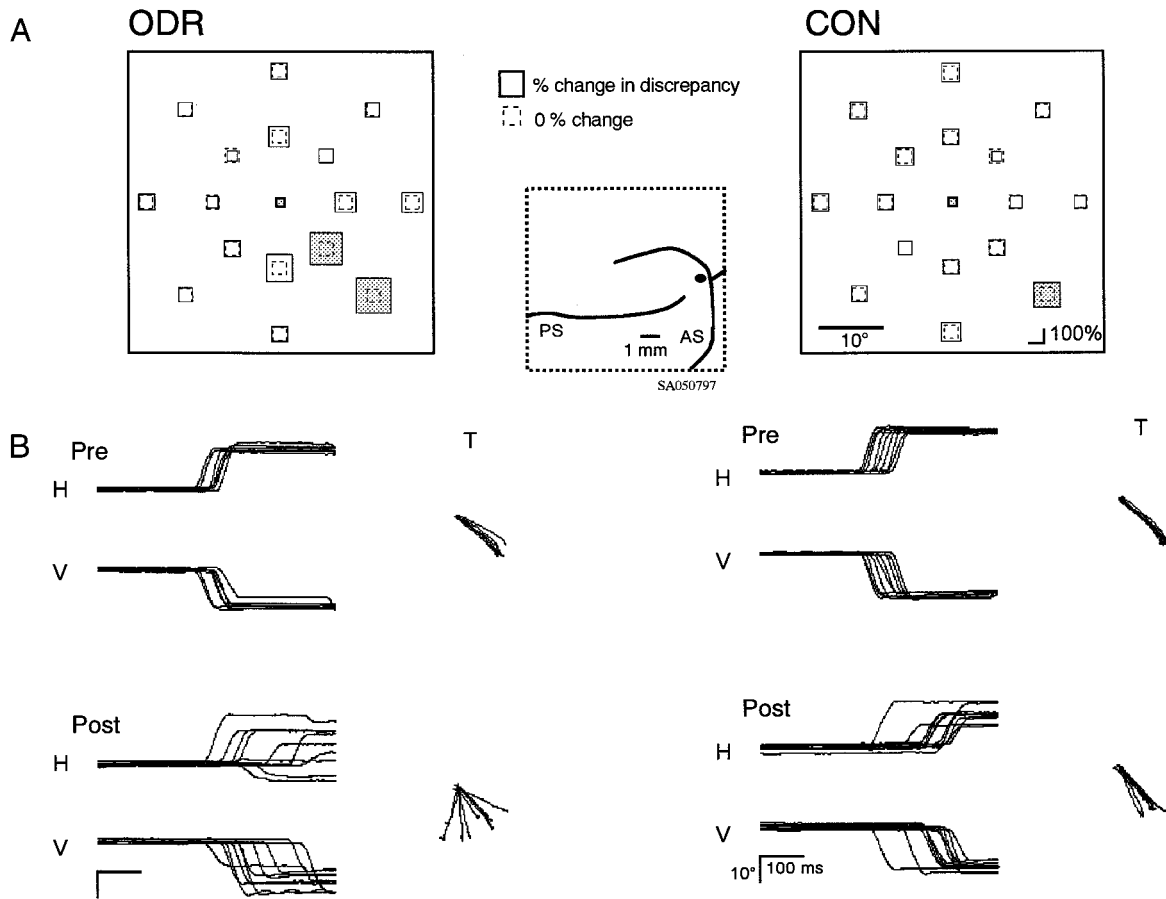 A
ODR
CON
% change in discrepancy
0 % change
PS
AS
1 mm
SA050797
10°
100%
B
Pre
H
V
T
Pre
H
V
T
Post
H
V
Post
H
V
10°
100 ms